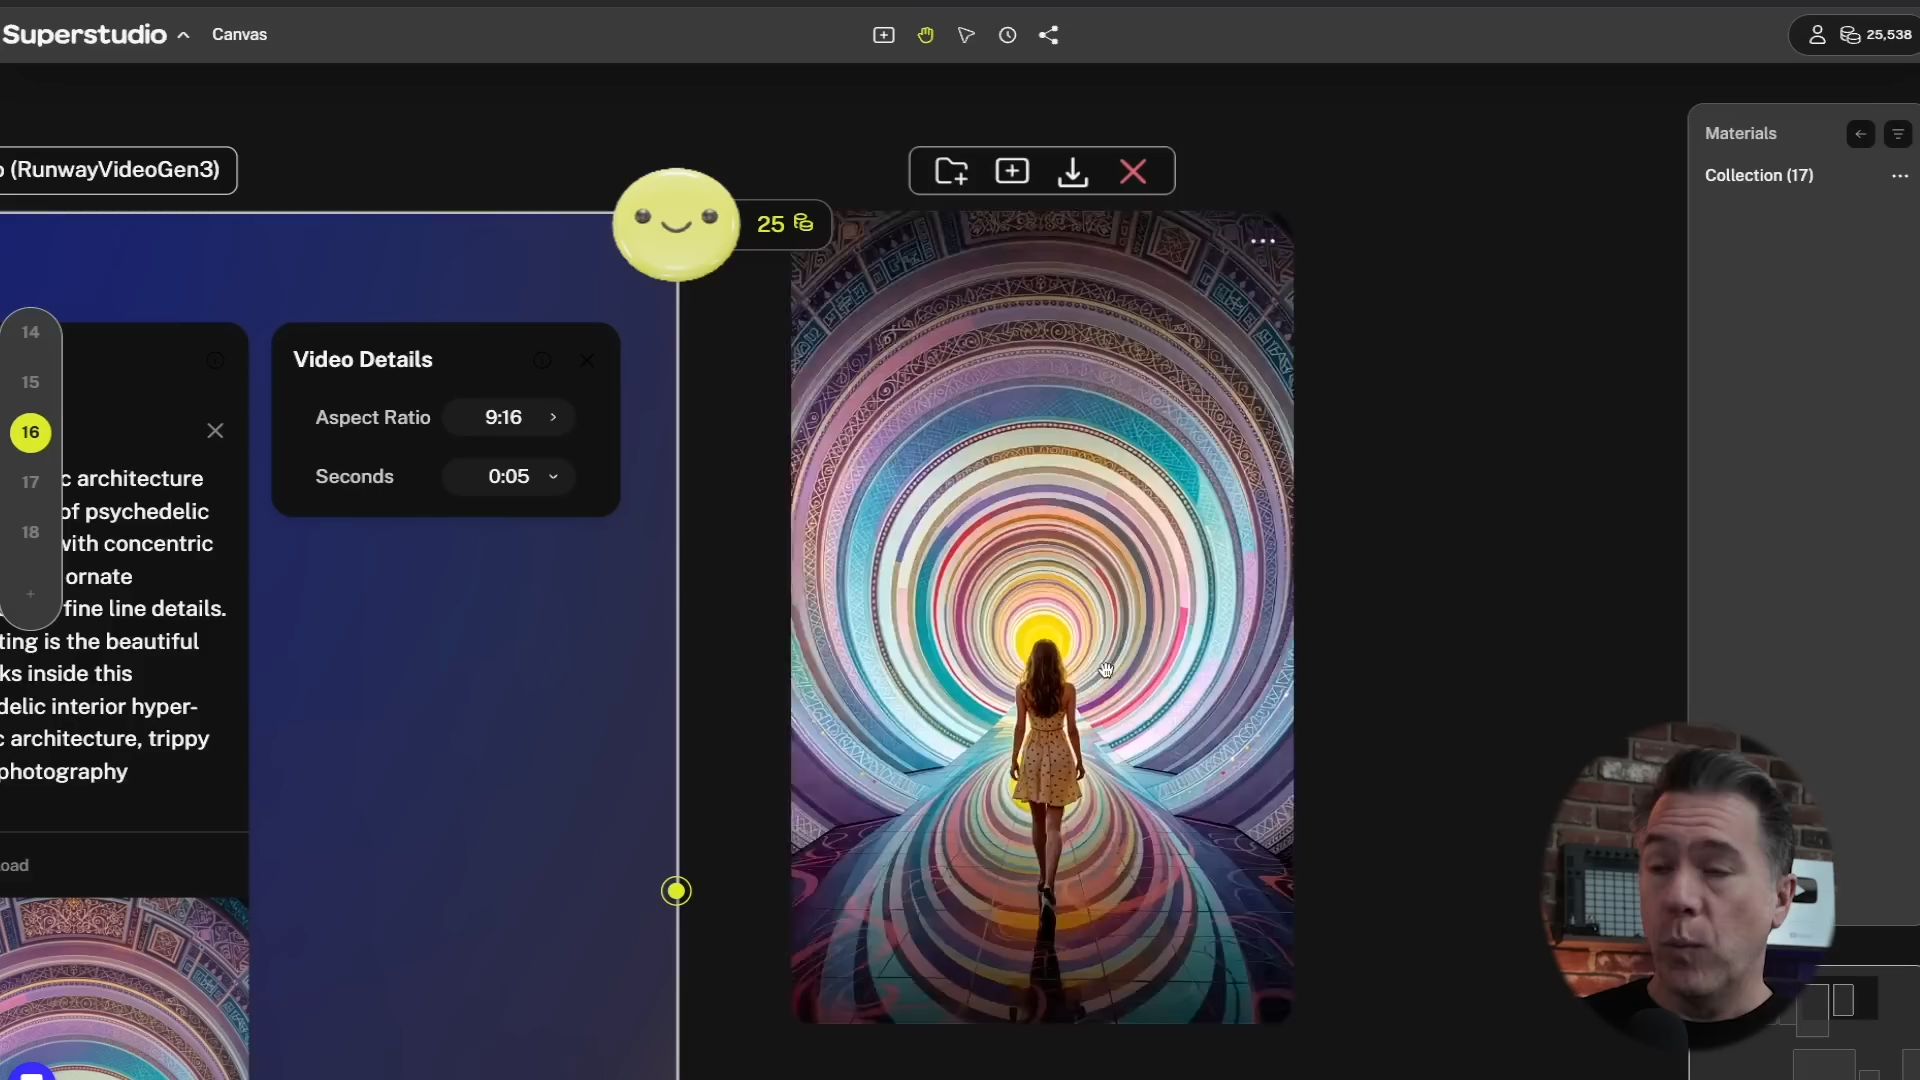 Superstudio
Canvas
25,538
o (RunwayVideoGen3)
25
Materials
Collection (17)
14
15
16
17
18
+
Video Details
Aspect Ratio
9:16
Seconds
0:05
c architecture
of psychedelic
with concentric
ornate
fine line details.
ting is the beautiful
ks inside this
delic interior hyper-
c architecture, trippy
photography
oad